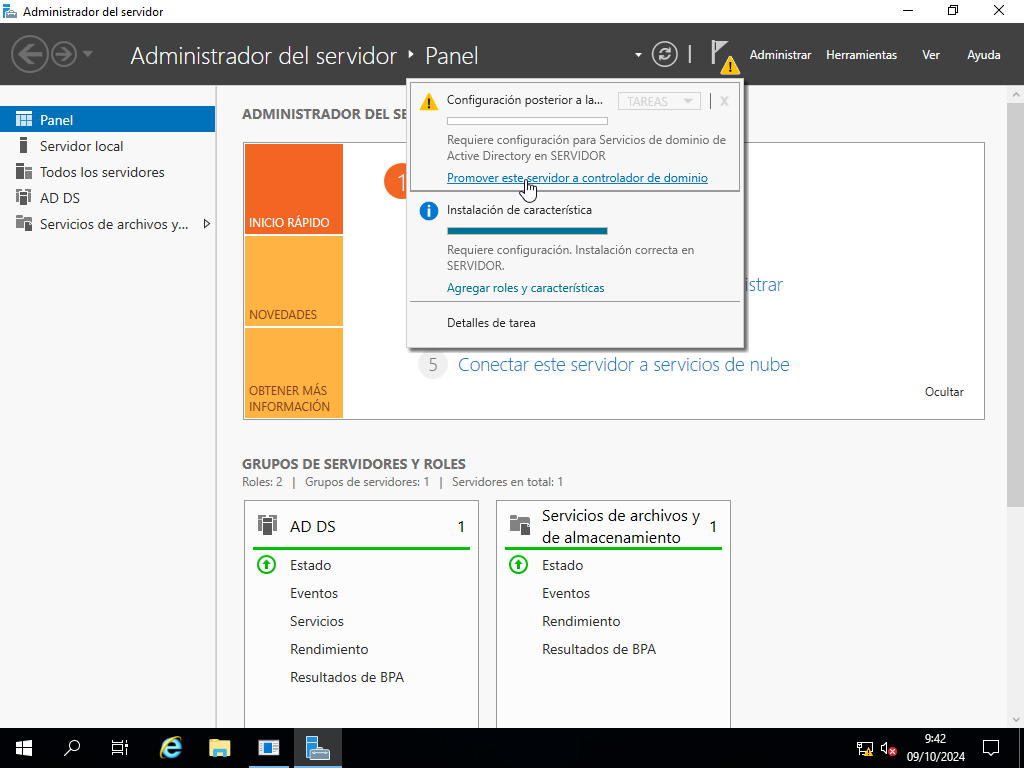 Administrador del servidor
Administrador del servidor
Panel
Administrar
Herramientas
Ver
Ayuda
Panel
Servidor local
Todos los servidores
AD DS
Servicios de archivos y...
ADMINISTRADOR DEL SE
INICIO RÁPIDO
NOVEDADES
OBTENER MÁS
INFORMACIÓN
1
Configuración posterior a la...
TAREAS
X
Requiere configuración para Servicios de dominio de
Active Directory en SERVIDOR
Promover este servidor a controlador de dominio
Instalación de característica
Requiere configuración. Instalación correcta en
SERVIDOR.
Agregar roles y características
Detalles de tarea
istrar
5 Conectar este servidor a servicios de nube
Ocultar
GRUPOS DE SERVIDORES Y ROLES
Roles: 2 | Grupos de servidores: 1 | Servidores en total: 1
AD DS 1
Estado
Eventos
Servicios
Rendimiento
Resultados de BPA
Servicios de archivos y
de almacenamiento 1
Estado
Eventos
Rendimiento
Resultados de BPA
9:42
09/10/2024